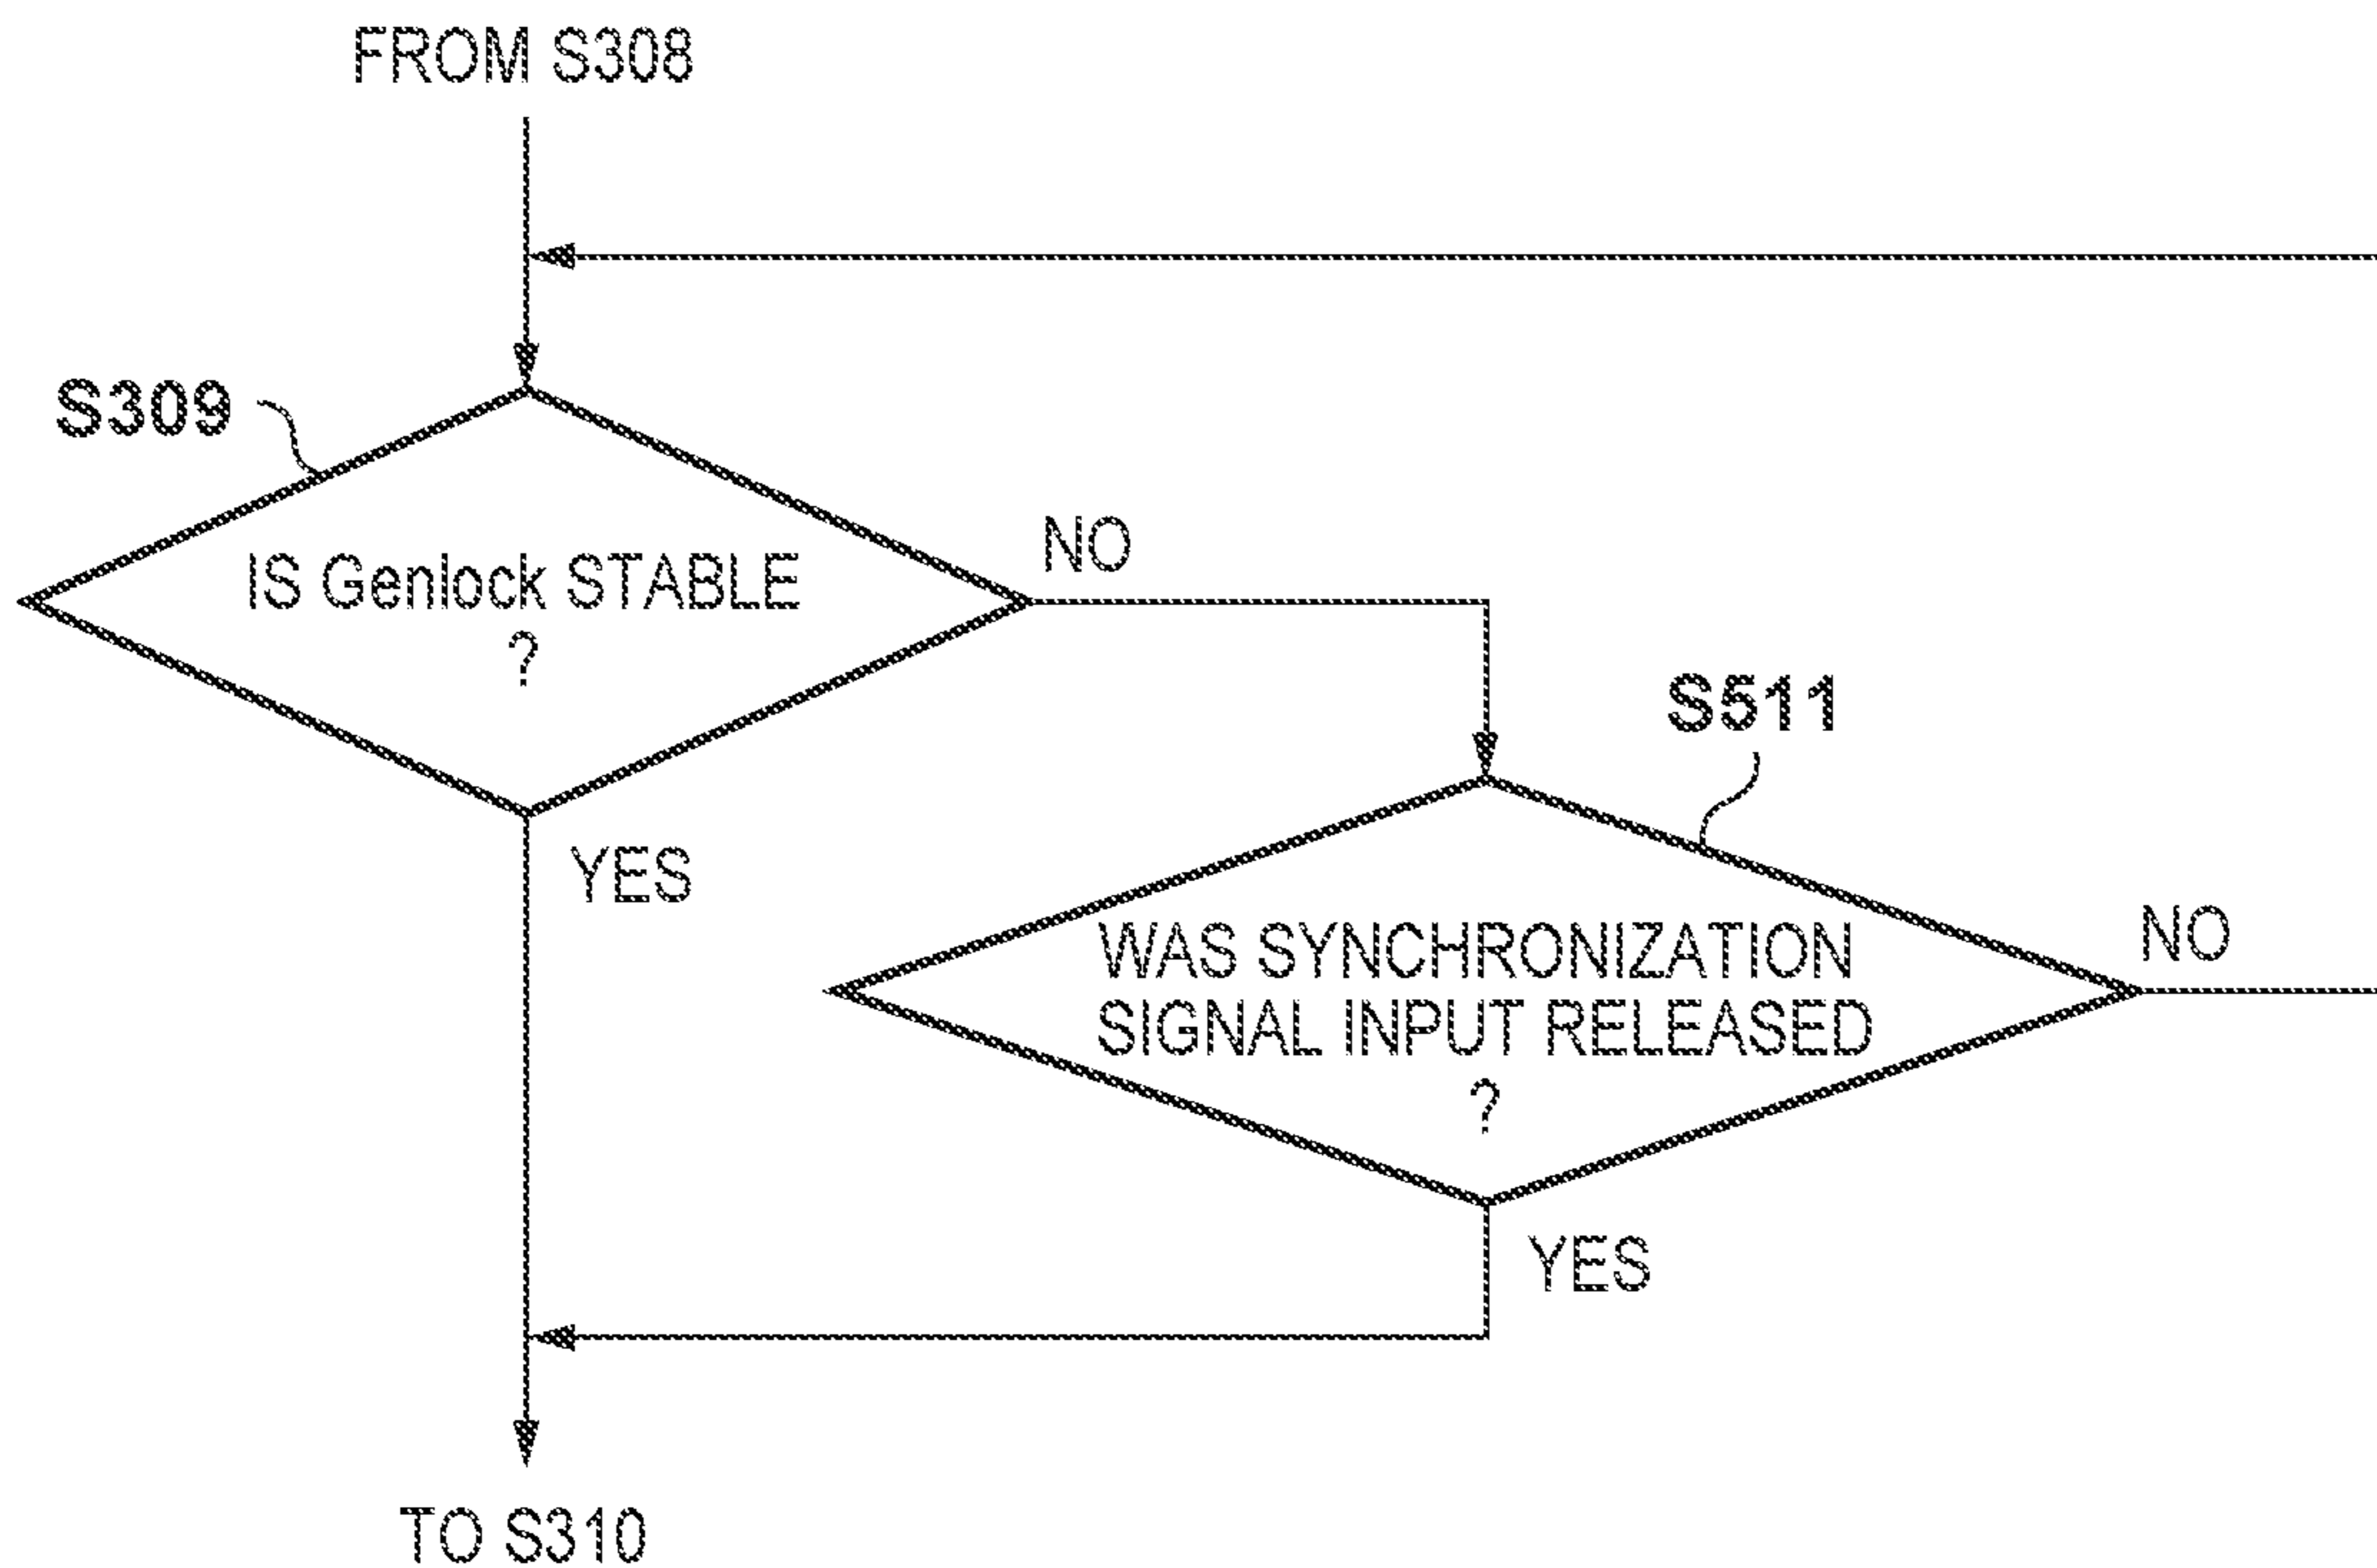 FROM S308
S309
IS Genlock STABLE
?
NO
YES
S511
WAS SYNCHRONIZATION
SIGNAL INPUT RELEASED
?
NO
YES
TO S310